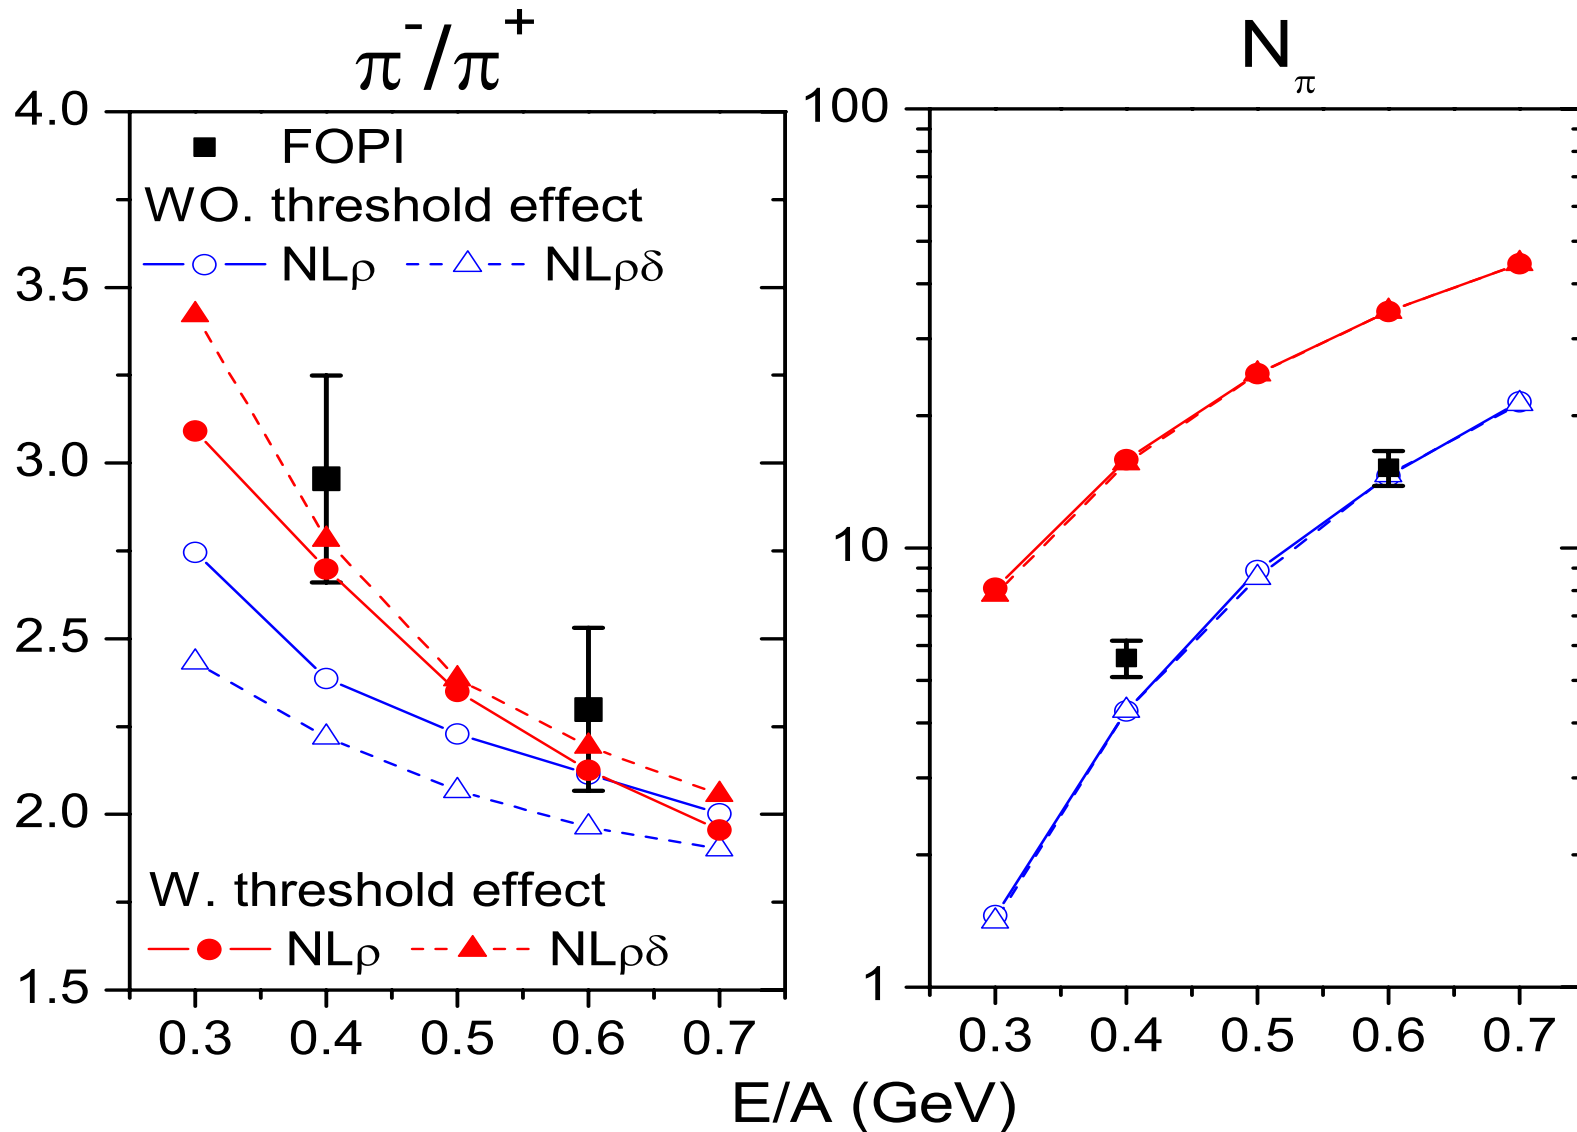 π⁻/π⁺
4.0
3.5
3.0
2.5
2.0
1.5
FOPI
WO. threshold effect
NLρ NLρδ
W. threshold effect
NLρ NLρδ
0.3 0.4 0.5 0.6 0.7
N_π
100
10
1
0.3 0.4 0.5 0.6 0.7
E/A (GeV)